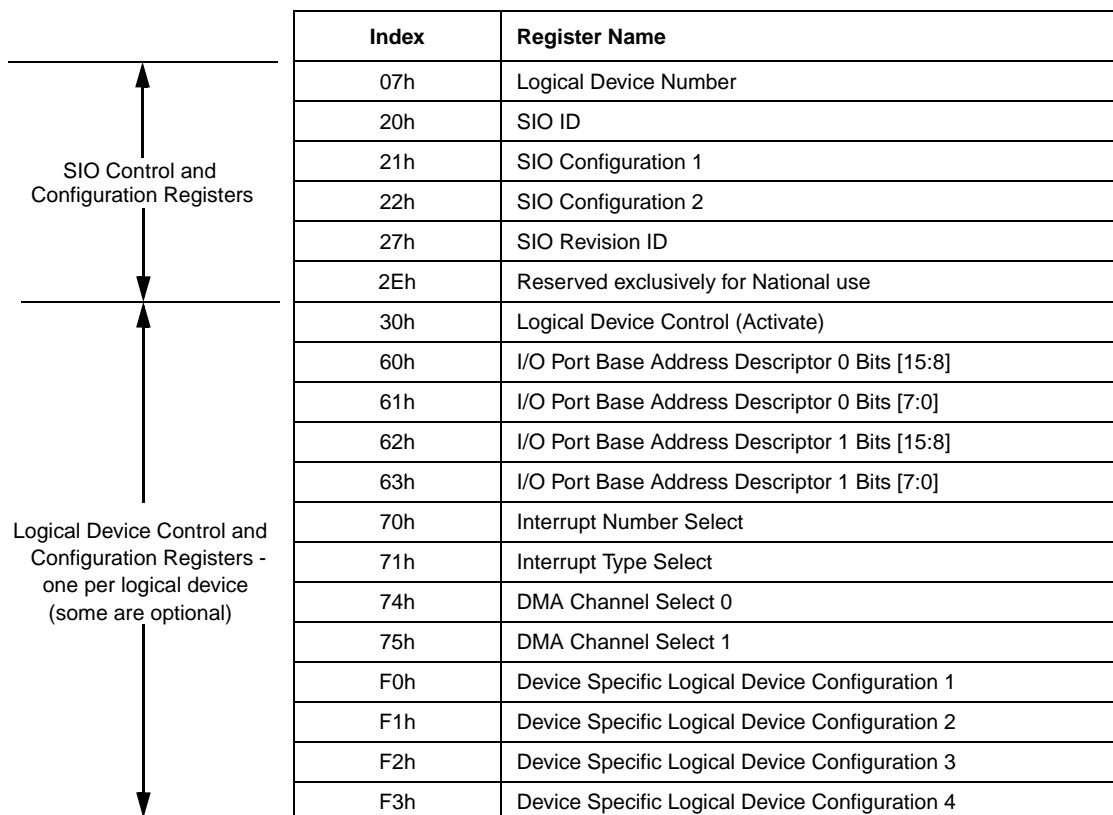 Index Register Name
07h Logical Device Number
20h SIO ID
21h SIO Configuration 1
22h SIO Configuration 2
27h SIO Revision ID
2Eh Reserved exclusively for National use
30h Logical Device Control (Activate)
60h I/O Port Base Address Descriptor 0 Bits [15:8]
61h I/O Port Base Address Descriptor 0 Bits [7:0]
62h I/O Port Base Address Descriptor 1 Bits [15:8]
63h I/O Port Base Address Descriptor 1 Bits [7:0]
70h Interrupt Number Select
71h Interrupt Type Select
74h DMA Channel Select 0
75h DMA Channel Select 1
F0h Device Specific Logical Device Configuration 1
F1h Device Specific Logical Device Configuration 2
F2h Device Specific Logical Device Configuration 3
F3h Device Specific Logical Device Configuration 4
SIO Control and
Configuration Registers
Logical Device Control and
Configuration Registers -
one per logical device
(some are optional)